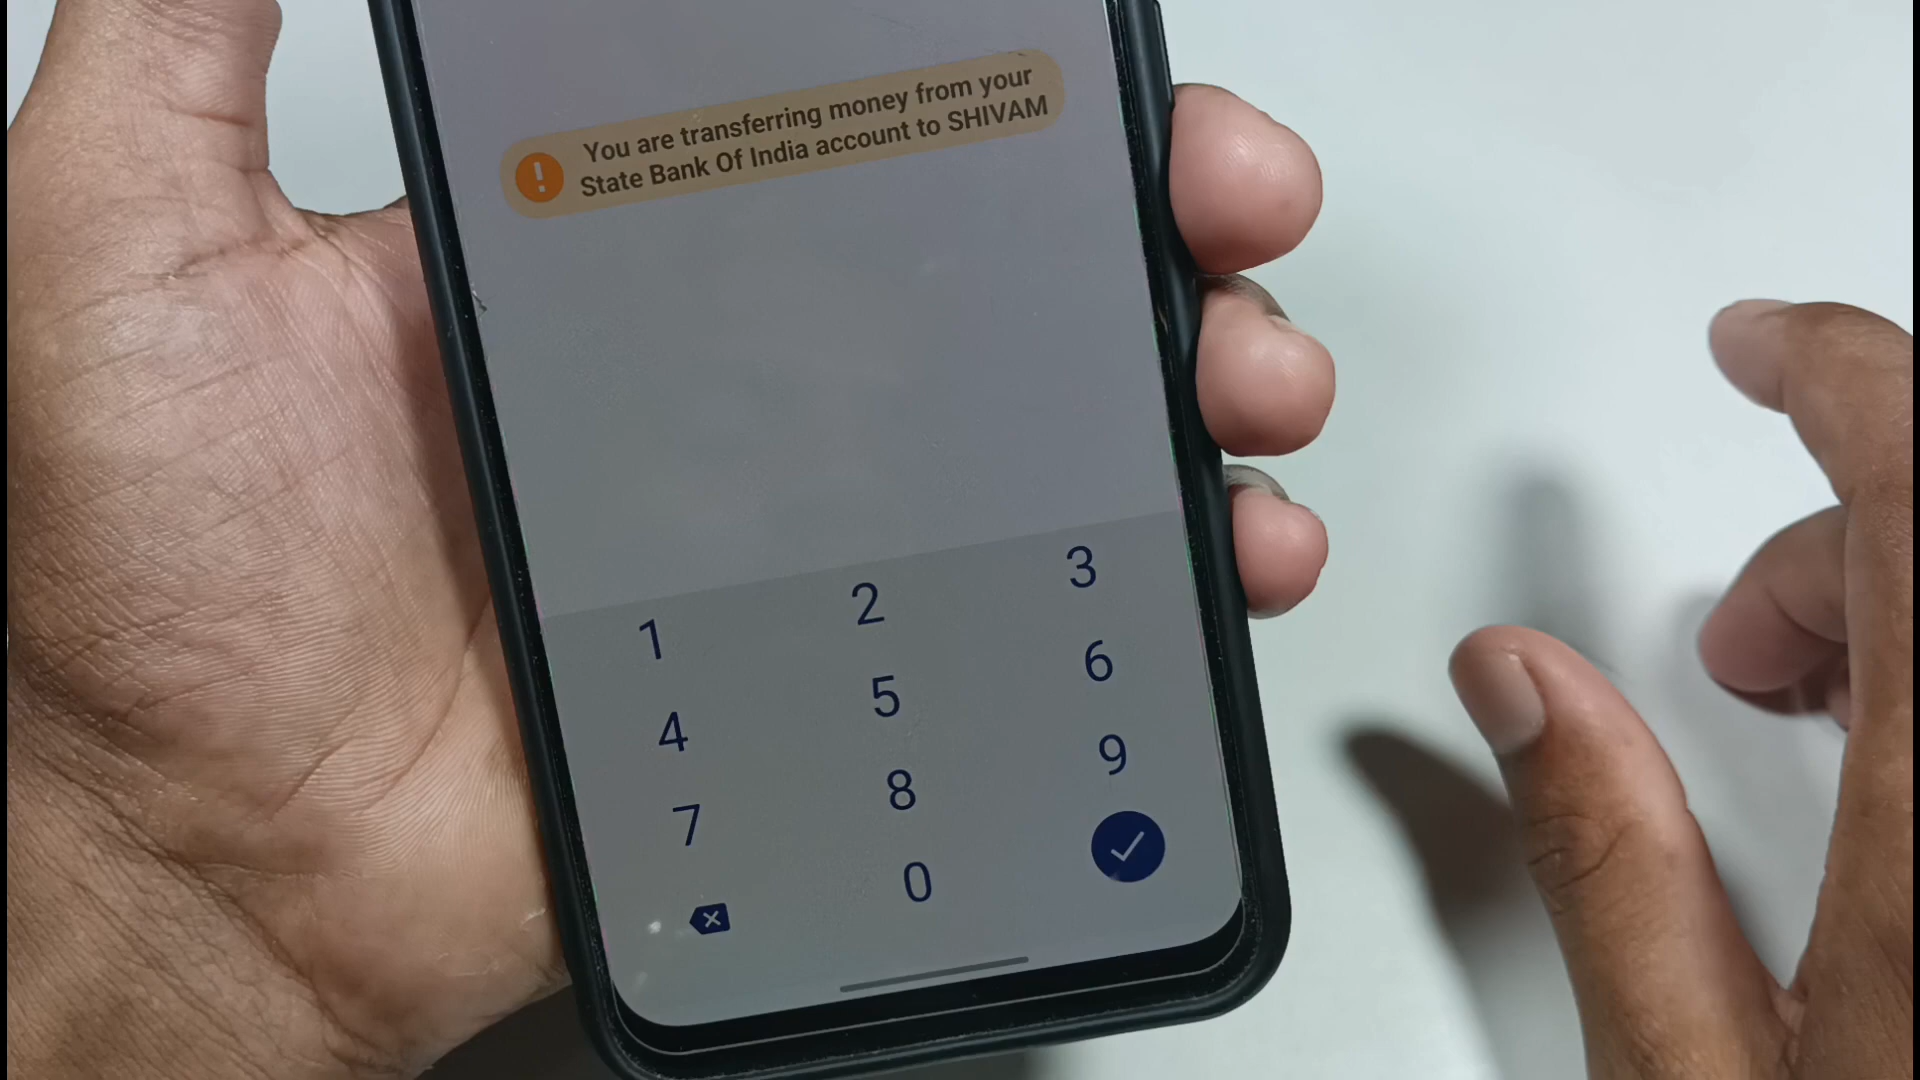 You are transferring money from your
State Bank Of India account to SHIVAM
1 2 3
4 5 6
7 8 9
0